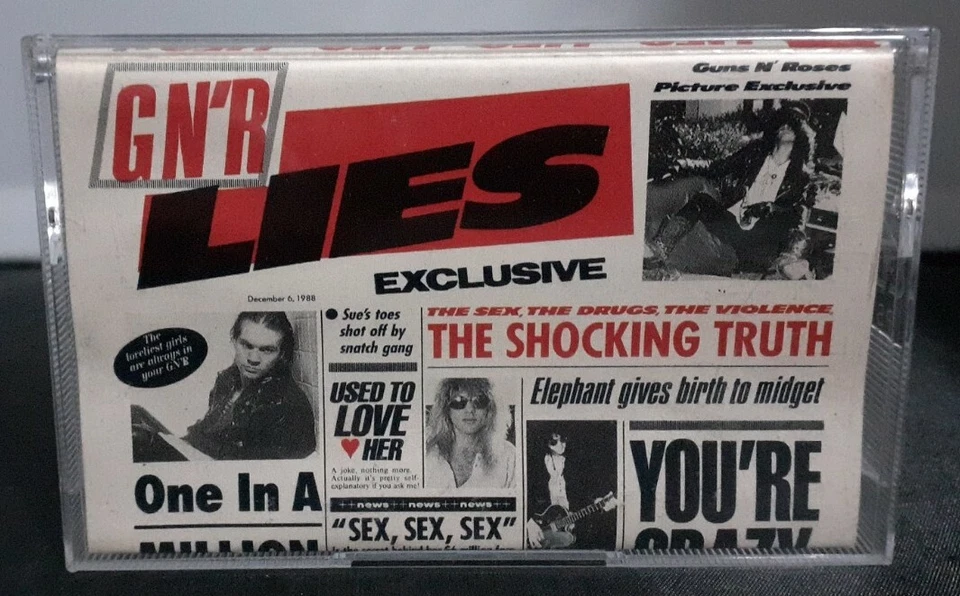 GN'R
LIES
EXCLUSIVE
Guns N' Roses
Picture Exclusive
December 6, 1988
The
loveliest girls
are always in
your GN'R
Sue's toes
shot off by
snatch gang
USED TO
LOVE
HER
A joke, nothing more.
Actually it's pretty self-
explanatory if you ask me!
THE SEX, THE DRUGS, THE VIOLENCE,
THE SHOCKING TRUTH
Elephant gives birth to midget
One In A
MILLION
news news news
"SEX, SEX, SEX"
YOU'RE
CRAZY